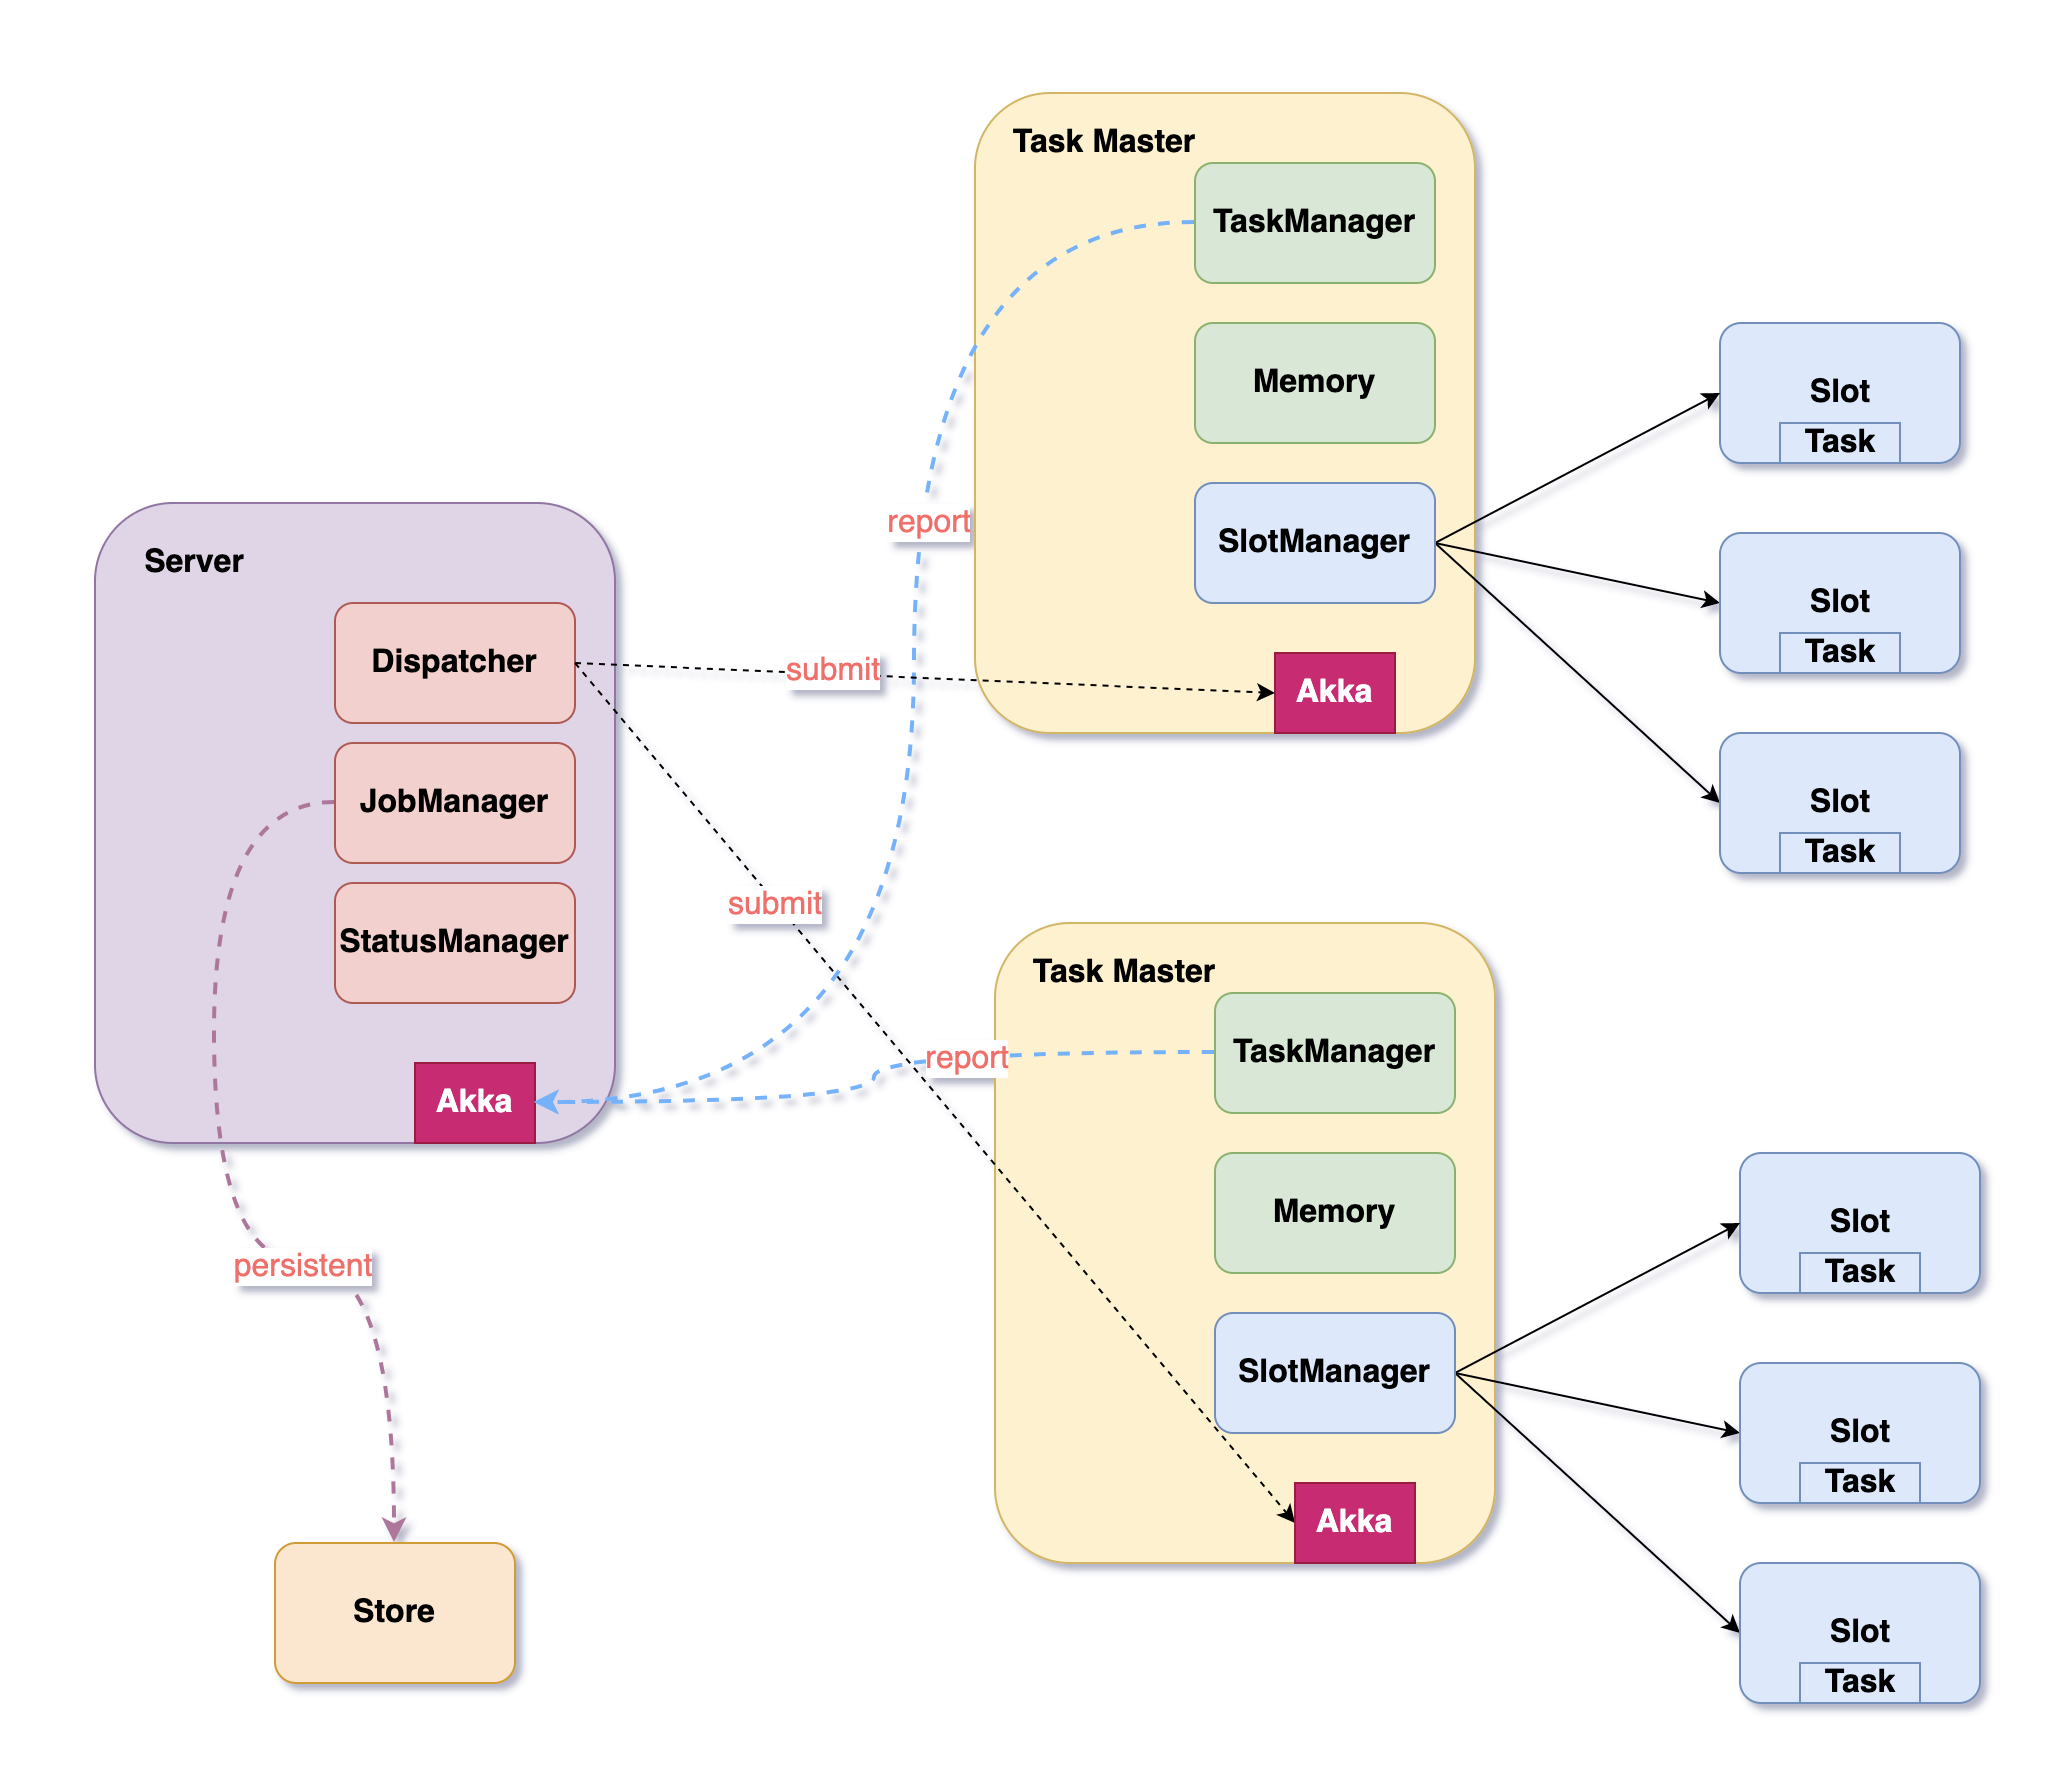 Task Master
TaskManager
Memory
SlotManager
Akka
Slot
Task
Slot
Task
Slot
Task
report
submit
Server
Dispatcher
JobManager
StatusManager
Akka
submit
report
persistent
Store
Task Master
TaskManager
Memory
SlotManager
Akka
Slot
Task
Slot
Task
Slot
Task